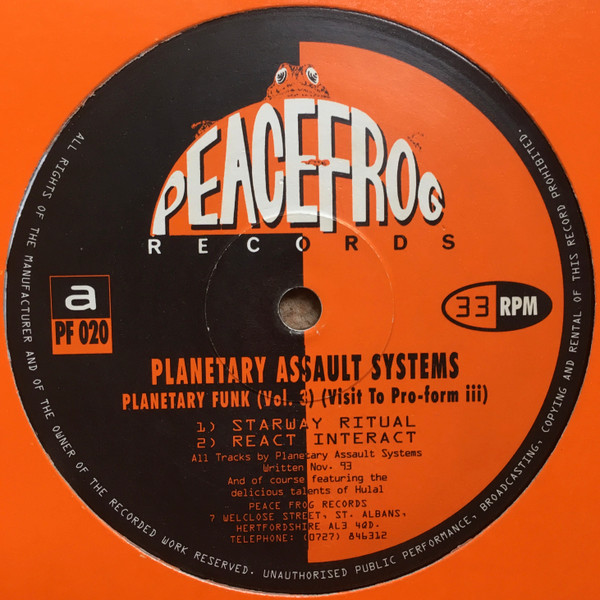 PEACEFROG
RECORDS
a
PF 020
33 RPM
PLANETARY ASSAULT SYSTEMS
PLANETARY FUNK (Vol. 3) (Visit To Pro-form iii)
1) STARWAY RITUAL
2) REACT INTERACT
All Tracks by Planetary Assault Systems
Written Nov. 93
And of course featuring the
delicious talents of Hulal
PEACE FROG RECORDS
7 WELCLOSE STREET, ST. ALBANS,
HERTFORDSHIRE AL3 4QD.
TELEPHONE: (0727) 846312
ALL RIGHTS OF THE MANUFACTURER AND OF THE OWNER OF THE RECORDED WORK RESERVED. UNAUTHORISED PUBLIC PERFORMANCE, BROADCASTING, COPYING AND RENTAL OF THIS RECORD PROHIBITED.